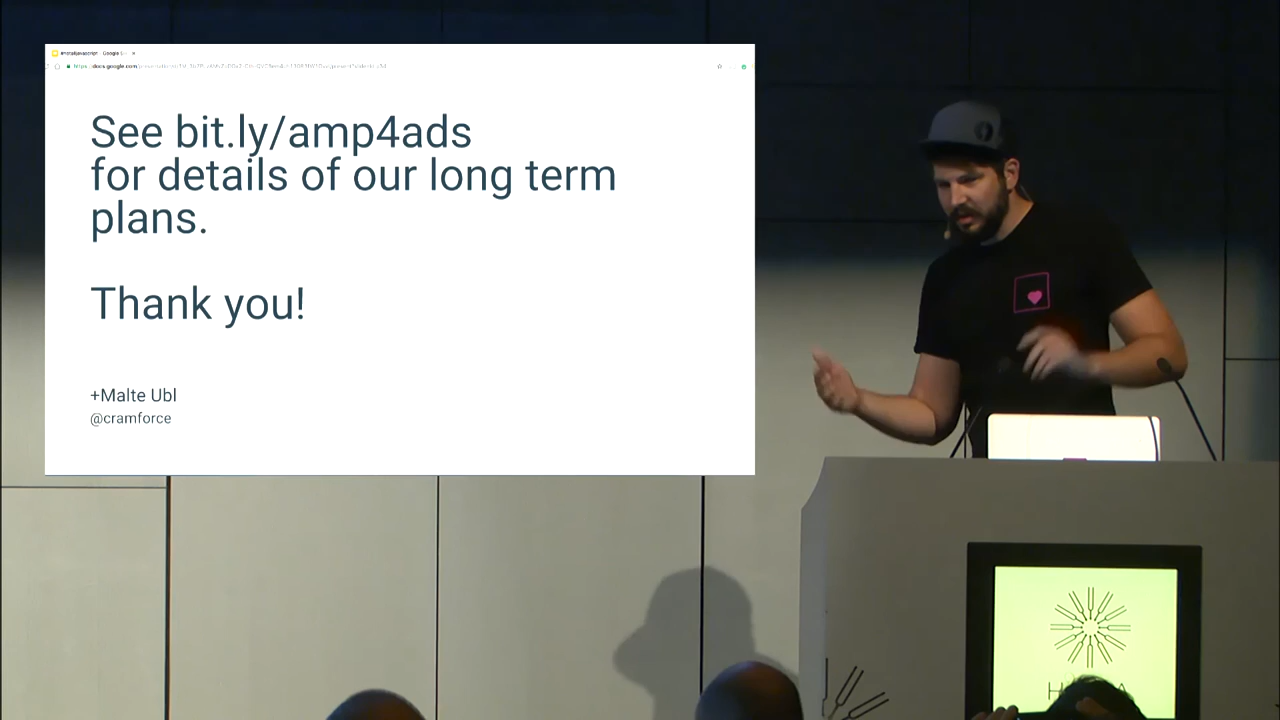 See bit.ly/amp4ads
for details of our long term
plans.
Thank you!
+Malte Ubl
@cramforce